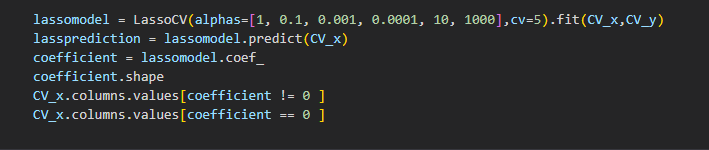 lassomodel = LassoCV(alphas=[1, 0.1, 0.001, 0.0001, 10, 1000],cv=5).fit(CV_x,CV_y)
lassprediction = lassomodel.predict(CV_x)
coefficient = lassomodel.coef_
coefficient.shape
CV_x.columns.values[coefficient != 0 ]
CV_x.columns.values[coefficient == 0 ]